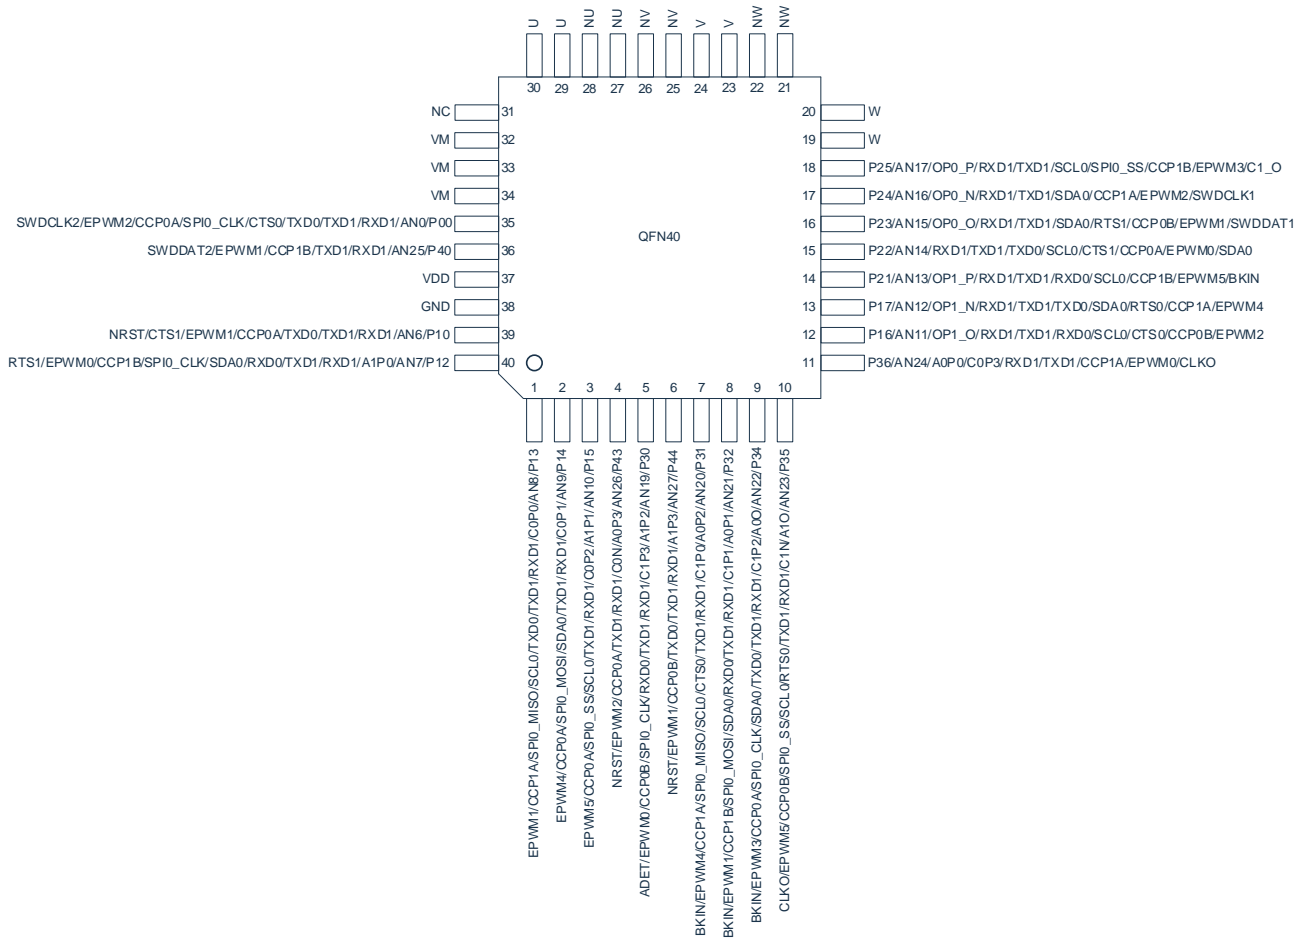 U
U
NU
NU
NV
NV
V
V
NW
NW
30
29
28
27
26
25
24
23
22
21
NC 31
VM 32
VM 33
VM 34
SWDCLK2/EPWM2/CCP0A/SPI0_CLK/CTS0/TXD0/TXD1/RXD1/AN0/P00 35
SWDDAT2/EPWM1/CCP1B/TXD1/RXD1/AN25/P40 36
VDD 37
GND 38
NRST/CTS1/EPWM1/CCP0A/TXD0/TXD1/RXD1/AN6/P10 39
RTS1/EPWM0/CCP1B/SPI0_CLK/SDA0/RXD0/TXD1/RXD1/A1P0/AN7/P12 40
QFN40
20 W
19 W
18 P25/AN17/OP0_P/RXD1/TXD1/SCL0/SPI0_SS/CCP1B/EPWM3/C1_O
17 P24/AN16/OP0_N/RXD1/TXD1/SDA0/CCP1A/EPWM2/SWDCLK1
16 P23/AN15/OP0_O/RXD1/TXD1/SDA0/RTS1/CCP0B/EPWM1/SWDDAT1
15 P22/AN14/RXD1/TXD1/TXD0/SCL0/CTS1/CCP0A/EPWM0/SDA0
14 P21/AN13/OP1_P/RXD1/TXD1/RXD0/SCL0/CCP1B/EPWM5/BKIN
13 P17/AN12/OP1_N/RXD1/TXD1/TXD0/SDA0/RTS0/CCP1A/EPWM4
12 P16/AN11/OP1_O/RXD1/TXD1/RXD0/SCL0/CTS0/CCP0B/EPWM2
11 P36/AN24/A0P0/C0P3/RXD1/TXD1/CCP1A/EPWM0/CLKO
1
2
3
4
5
6
7
8
9
10
EPWM1/CCP1A/SPI0_MISO/SCL0/TXD0/TXD1/RXD1/C0P0/AN8/P13
EPWM4/CCP0A/SPI0_MOSI/SDA0/TXD1/RXD1/C0P1/AN9/P14
EPWM5/CCP0A/SPI0_SS/SCL0/TXD1/RXD1/C0P2/A1P1/AN10/P15
NRST/EPWM2/CCP0A/TXD1/RXD1/C0N/A0P3/AN26/P43
ADET/EPWM0/CCP0B/SPI0_CLK/RXD0/TXD1/RXD1/C1P3/A1P2/AN19/P30
NRST/EPWM1/CCP0B/TXD0/TXD1/RXD1/A1P3/AN27/P44
BKIN/EPWM4/CCP1A/SPI0_MISO/SCL0/CTS0/TXD1/RXD1/C1P0/A0P2/AN20/P31
BKIN/EPWM1/CCP1B/SPI0_MOSI/SDA0/RXD0/TXD1/RXD1/C1P1/A0P1/AN21/P32
BKIN/EPWM3/CCP0A/SPI0_CLK/SDA0/TXD0/TXD1/RXD1/C1P2/A0O/AN22/P34
CLKO/EPWM5/CCP0B/SPI0_SS/SCL0/RTS0/TXD1/RXD1/C1N/A1O/AN23/P35